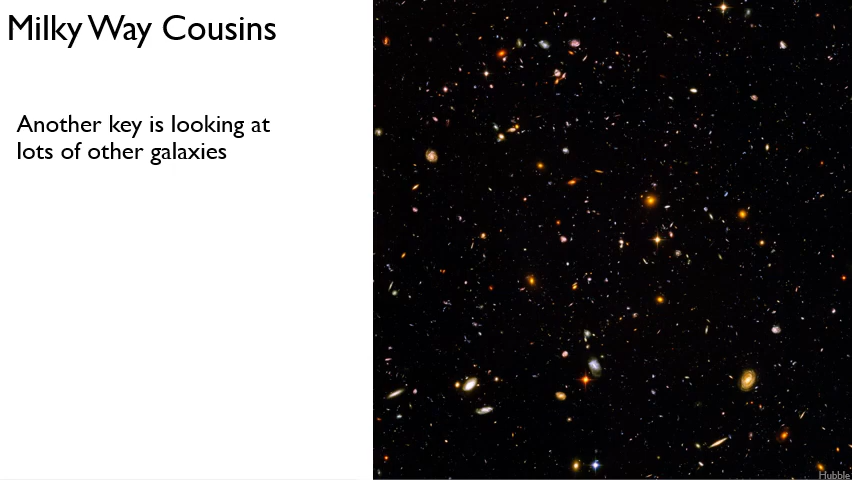 Milky Way Cousins
Another key is looking at
lots of other galaxies
Hubble